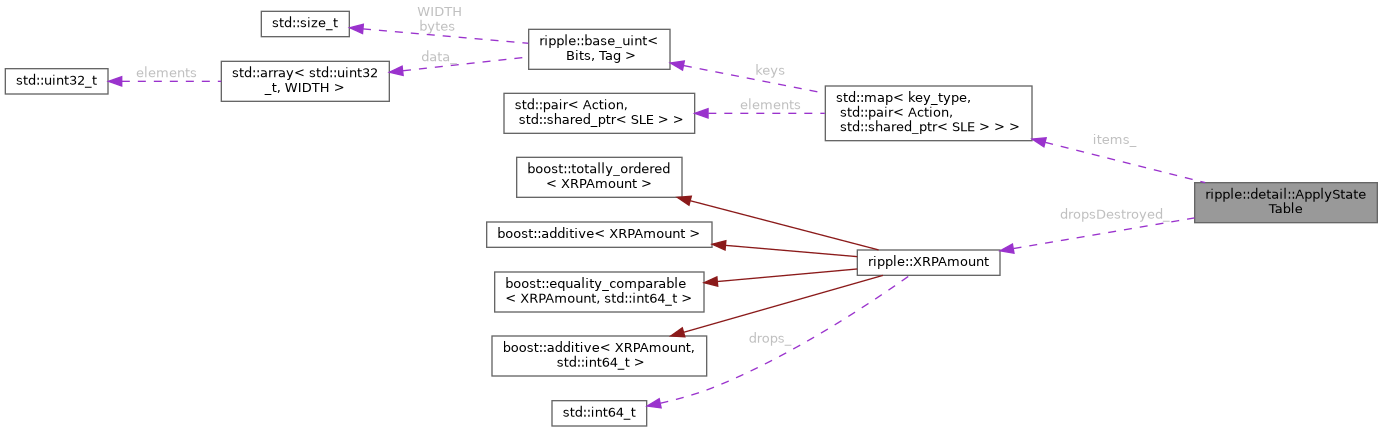 WIDTH
bytes
std::size_t
ripple::base_uint<
Bits, Tag >
data_
std::array< std::uint32
_t, WIDTH >
elements
std::uint32_t
keys
std::map< key_type,
std::pair< Action,
std::shared_ptr< SLE > > >
std::pair< Action,
std::shared_ptr< SLE > >
elements
items_
ripple::detail::ApplyState
Table
dropsDestroyed_
boost::totally_ordered
< XRPAmount >
boost::additive< XRPAmount >
ripple::XRPAmount
boost::equality_comparable
< XRPAmount, std::int64_t >
boost::additive< XRPAmount,
std::int64_t >
drops_
std::int64_t